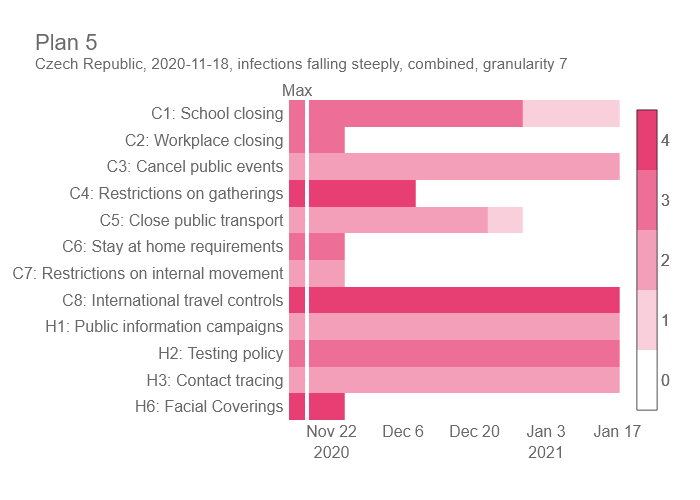 Plan 5
Czech Republic, 2020-11-18, infections falling steeply, combined, granularity 7
Max
C1: School closing
C2: Workplace closing
C3: Cancel public events
C4: Restrictions on gatherings
C5: Close public transport
C6: Stay at home requirements
C7: Restrictions on internal movement
C8: International travel controls
H1: Public information campaigns
H2: Testing policy
H3: Contact tracing
H6: Facial Coverings
4
3
2
1
0
Nov 22 Dec 6 Dec 20 Jan 3 Jan 17
2020 2021